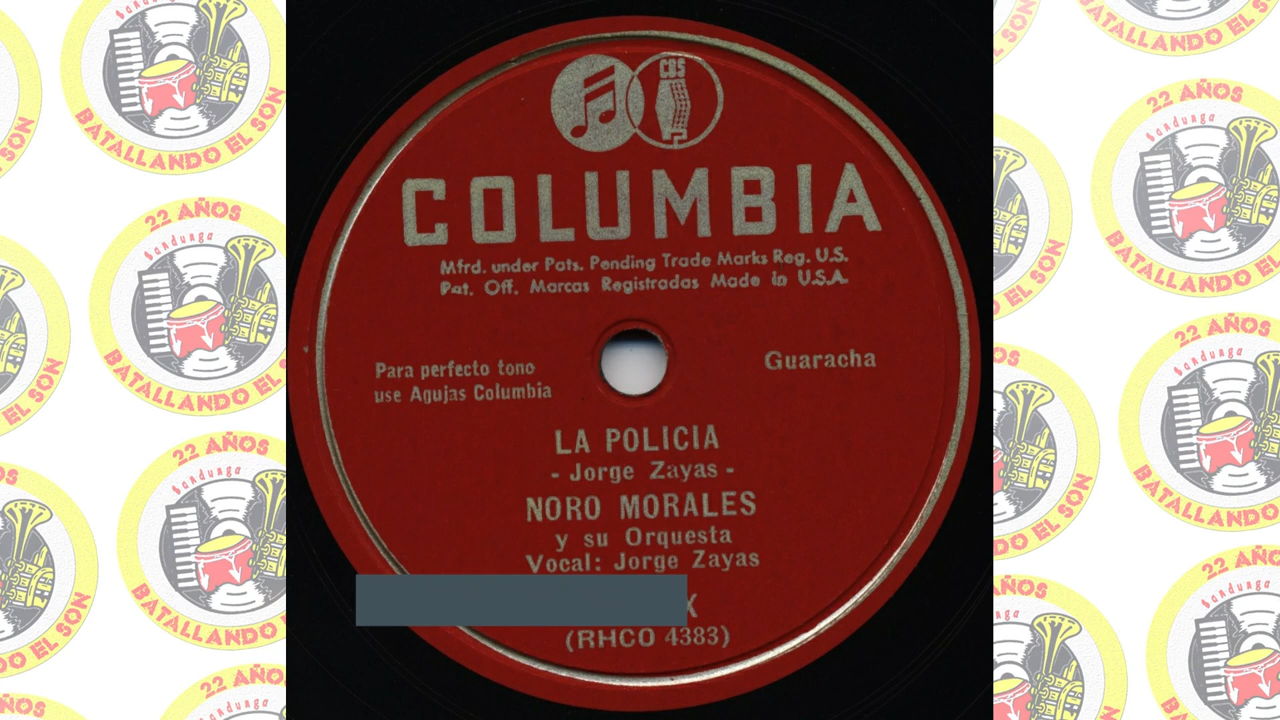 CBS
COLUMBIA
Mfrd. under Pats. Pending Trade Marks Reg. U.S.
Pat. Off. Marcas Registradas Made in U.S.A.
Para perfecto tono
use Agujas Columbia
Guaracha
LA POLICIA
- Jorge Zayas -
NORO MORALES
y su Orquesta
Vocal: Jorge Zayas
X
(RHCO 4383)
22 AÑOS
Sandunga
BATALLANDO EL SON